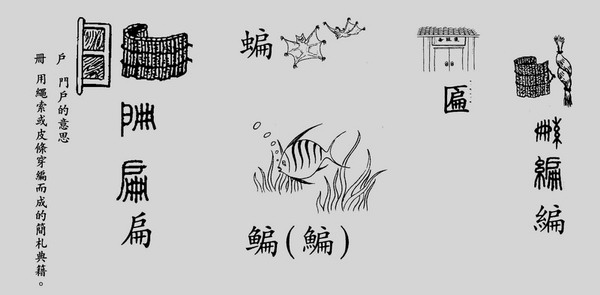 戶 門戶的意思
冊 用繩索或皮條穿編而成的簡札典籍。
扁
扁
蝙
鳊(鯿)
匾
編
編